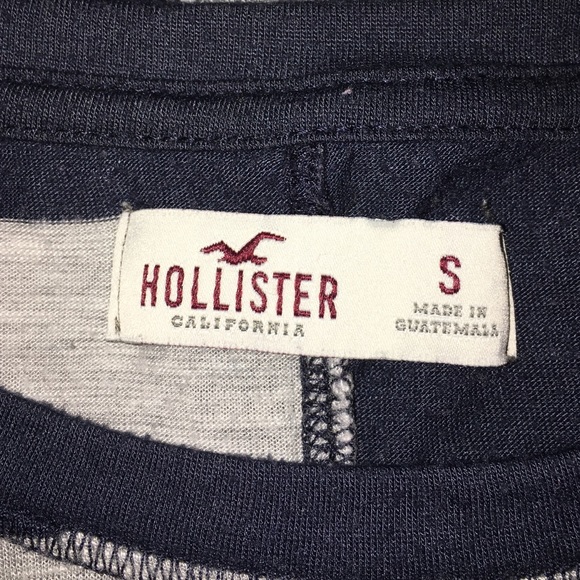 HOLLISTER
CALIFORNIA
S
MADE IN
GUATEMALA